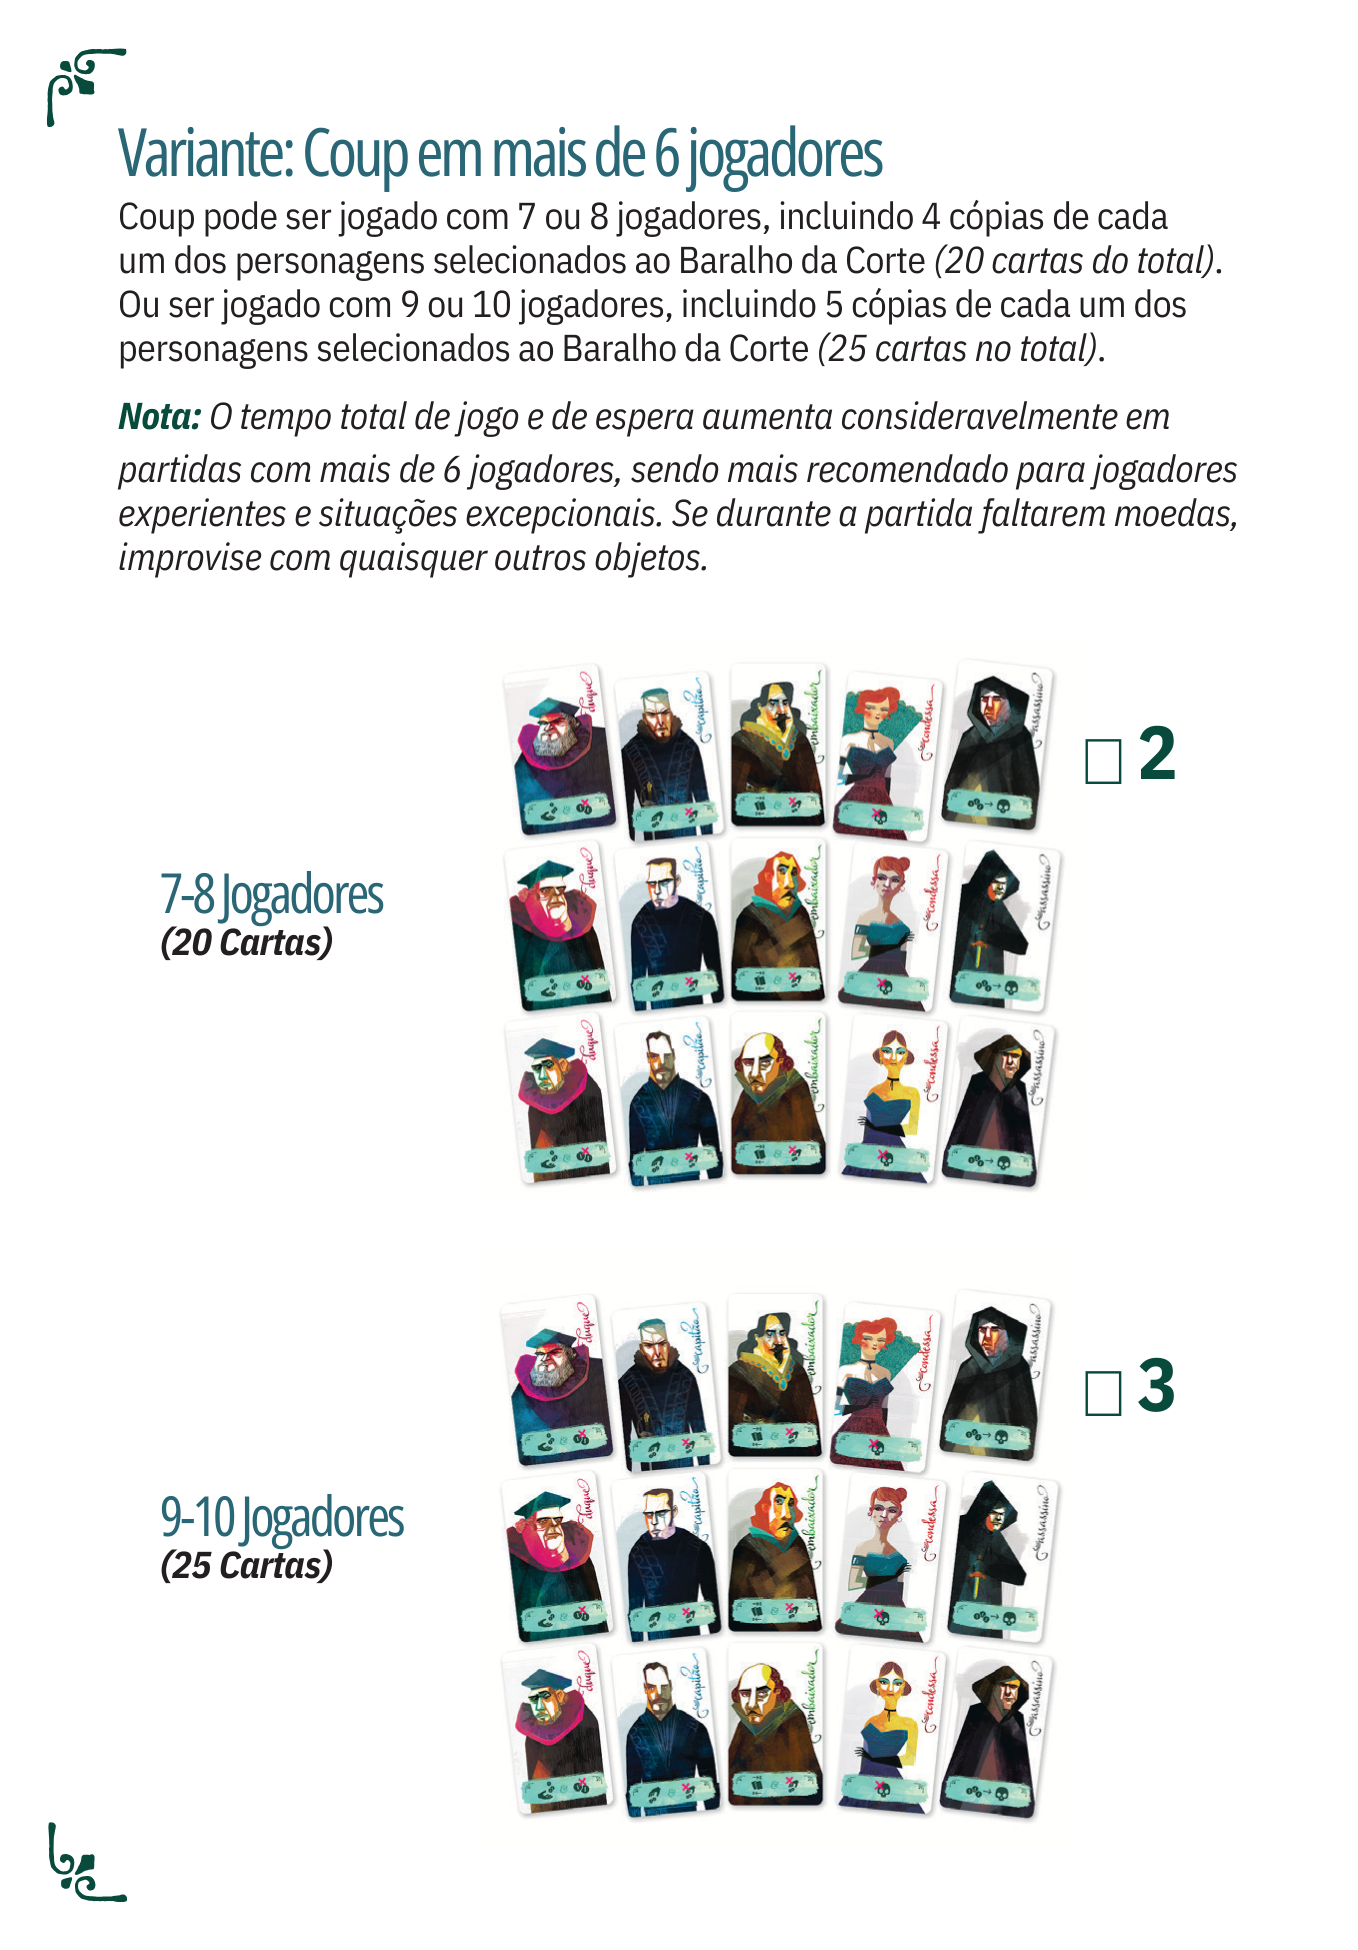 Variante: Coup em mais de 6 jogadores
Coup pode ser jogado com 7 ou 8 jogadores, incluindo 4 cópias de cada
um dos personagens selecionados ao Baralho da Corte (20 cartas do total).
Ou ser jogado com 9 ou 10 jogadores, incluindo 5 cópias de cada um dos
personagens selecionados ao Baralho da Corte (25 cartas no total).
Nota: O tempo total de jogo e de espera aumenta consideravelmente em
partidas com mais de 6 jogadores, sendo mais recomendado para jogadores
experientes e situações excepcionais. Se durante a partida faltarem moedas,
improvise com quaisquer outros objetos.
duque capitão embaixador condessa assassino
□ 2
7-8 Jogadores
(20 Cartas)
duque capitão embaixador condessa assassino
duque capitão embaixador condessa assassino
duque capitão embaixador condessa assassino
□ 3
9-10 Jogadores
(25 Cartas)
duque capitão embaixador condessa assassino
duque capitão embaixador condessa assassino